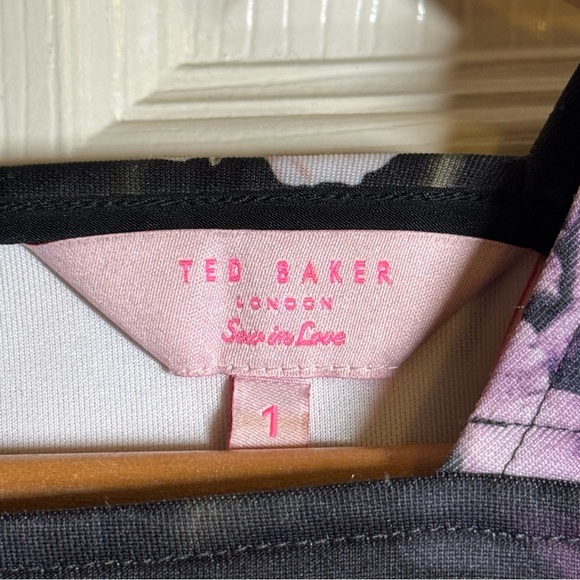 TED BAKER
LONDON
Sew in Love
1